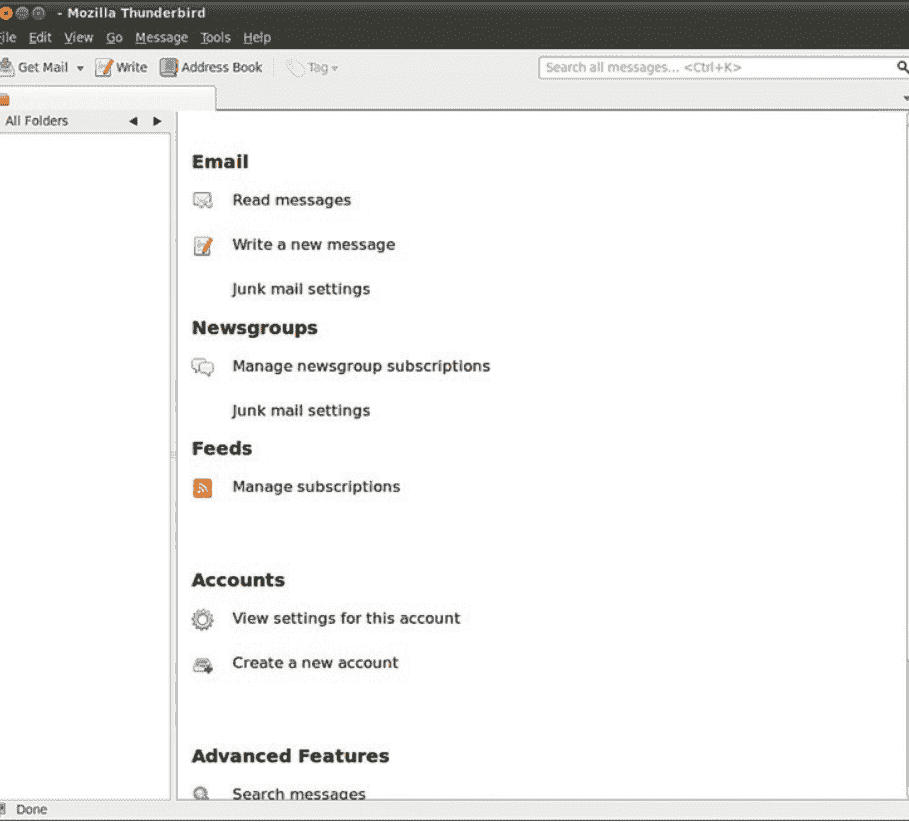 - Mozilla Thunderbird
ile Edit View Go Message Tools Help
Get Mail Write Address Book Tag Search all messages... <Ctrl+K>
All Folders
Email
Read messages
Write a new message
Junk mail settings
Newsgroups
Manage newsgroup subscriptions
Junk mail settings
Feeds
Manage subscriptions
Accounts
View settings for this account
Create a new account
Advanced Features
Search messages
Done